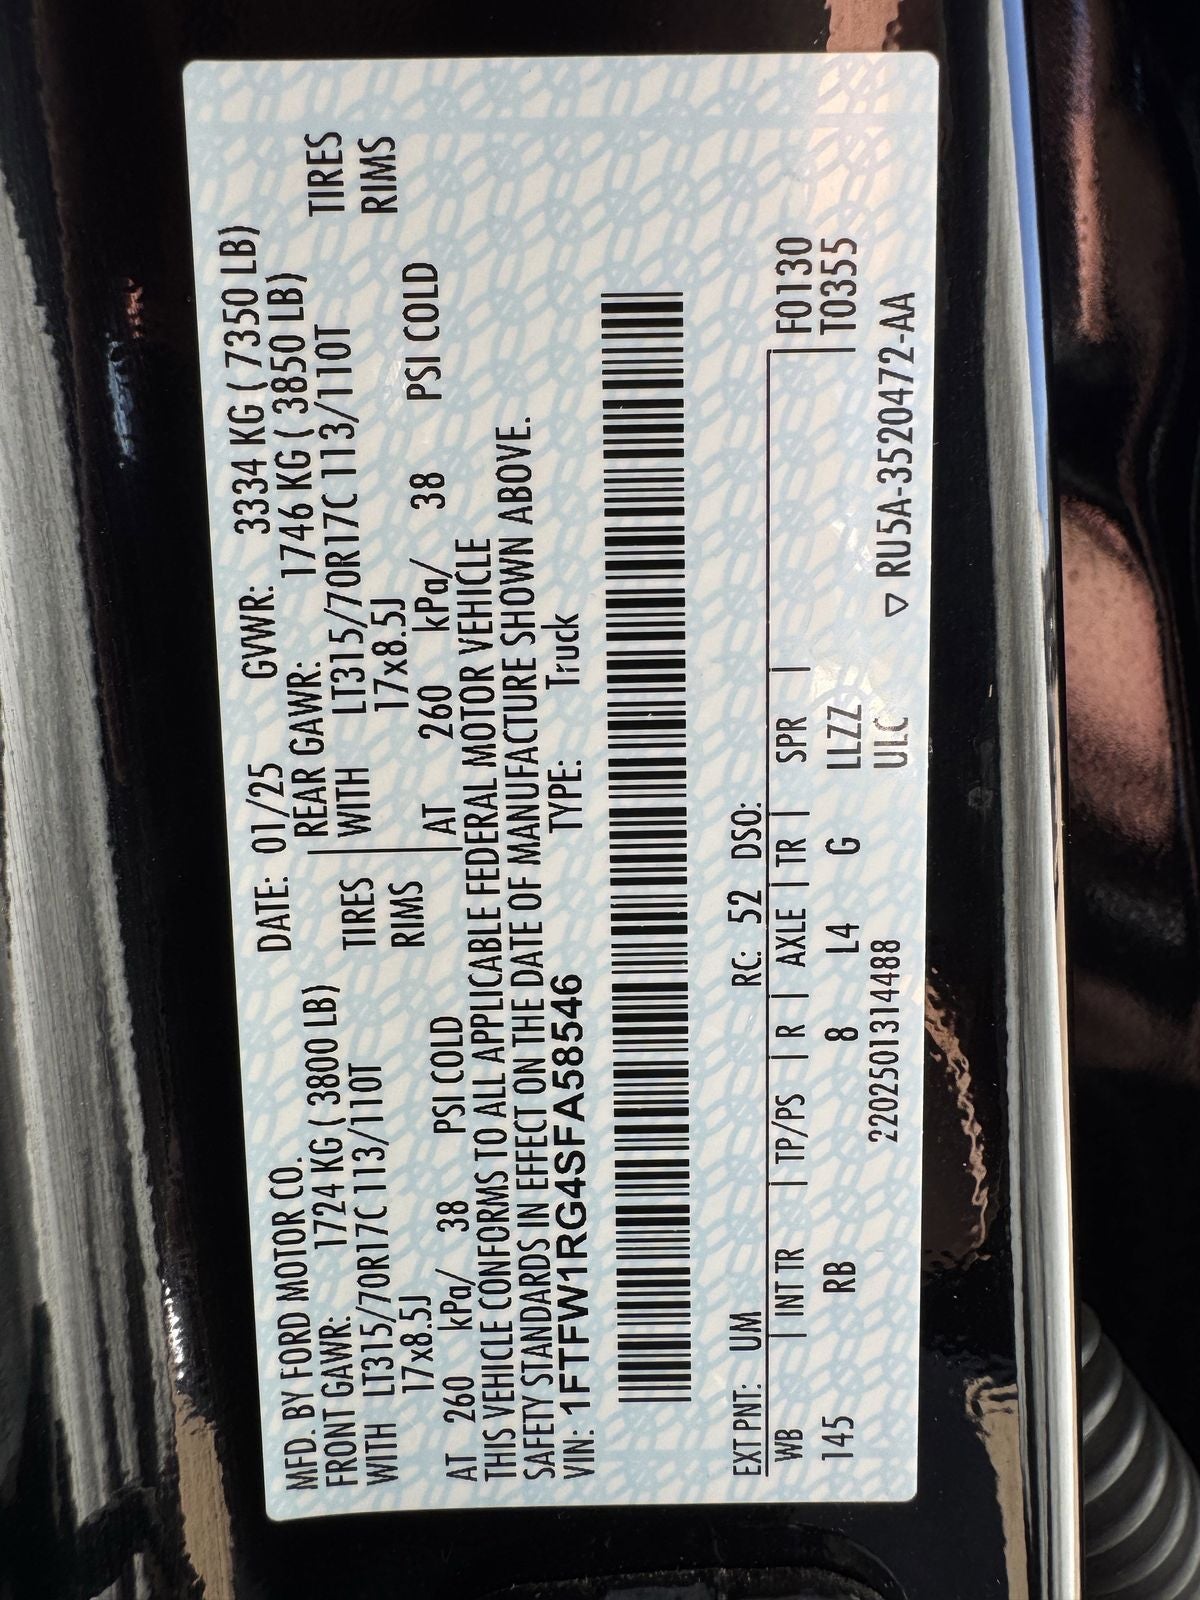 MFD. BY FORD MOTOR CO. DATE: 01/25 GVWR: 3334 KG ( 7350 LB)
FRONT GAWR: 1724 KG ( 3800 LB) REAR GAWR: 1746 KG ( 3850 LB)
WITH LT315/70R17C 113/110T TIRES WITH LT315/70R17C 113/110T TIRES
17x8.5J RIMS 17x8.5J RIMS
AT 260 kPa/ 38 PSI COLD AT 260 kPa/ 38 PSI COLD
THIS VEHICLE CONFORMS TO ALL APPLICABLE FEDERAL MOTOR VEHICLE
SAFETY STANDARDS IN EFFECT ON THE DATE OF MANUFACTURE SHOWN ABOVE.
VIN: 1FTFW1RG4SFA58546 TYPE: Truck
EXT PNT: UM RC: 52 DSO:
WB INT TR TP/PS R AXLE TR SPR F0130
145 RB 8 L4 G LLZZ T0355
2202501314488 ULC ▽ RU5A-3520472-AA